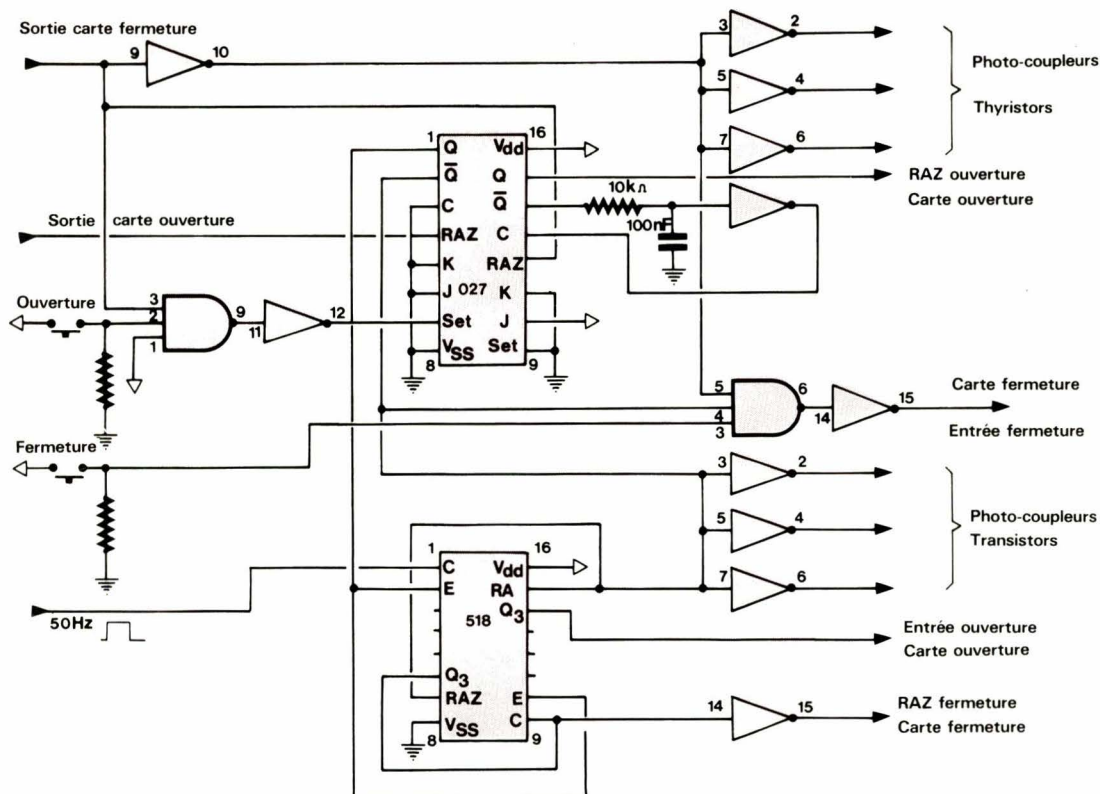 Sortie carte fermeture
9
10
3
2
5
4
7
6
Photo-coupleurs
Thyristors
RAZ ouverture
Carte ouverture
1
16
Q
Vdd
Q̅
Q
C
Q̅
10kΩ
100nF
Sortie carte ouverture
RAZ
C
K
RAZ
J
027
K
Set
J
VSS
Set
8
9
Ouverture
3
2
1
9
11
12
Fermeture
5
4
3
6
14
15
Carte fermeture
Entrée fermeture
3
2
5
4
7
6
Photo-coupleurs
Transistors
50Hz
1
16
C
Vdd
E
RA
Q3
518
Q3
RAZ
E
VSS
C
8
9
Entrée ouverture
Carte ouverture
14
15
RAZ fermeture
Carte fermeture